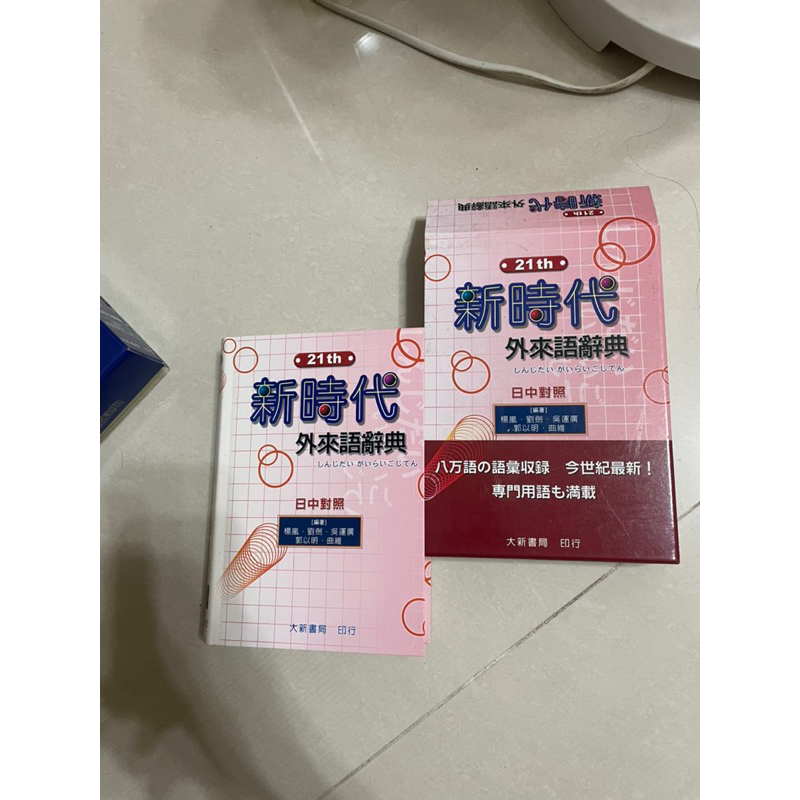 21th
新時代
外來語辭典
しんじだい がいらいごじてん
日中對照
[編著]
楊嵐・劉劍・吳運廣
郭以明・曲維
大新書局 印行
新時代 外來語辭典
21th
21th
新時代
外來語辭典
しんじだい がいらいごじてん
日中對照
[編著]
楊嵐・劉劍・吳運廣
郭以明・曲維
八万語の語彙収録 今世紀最新!
専門用語も満載
大新書局 印行